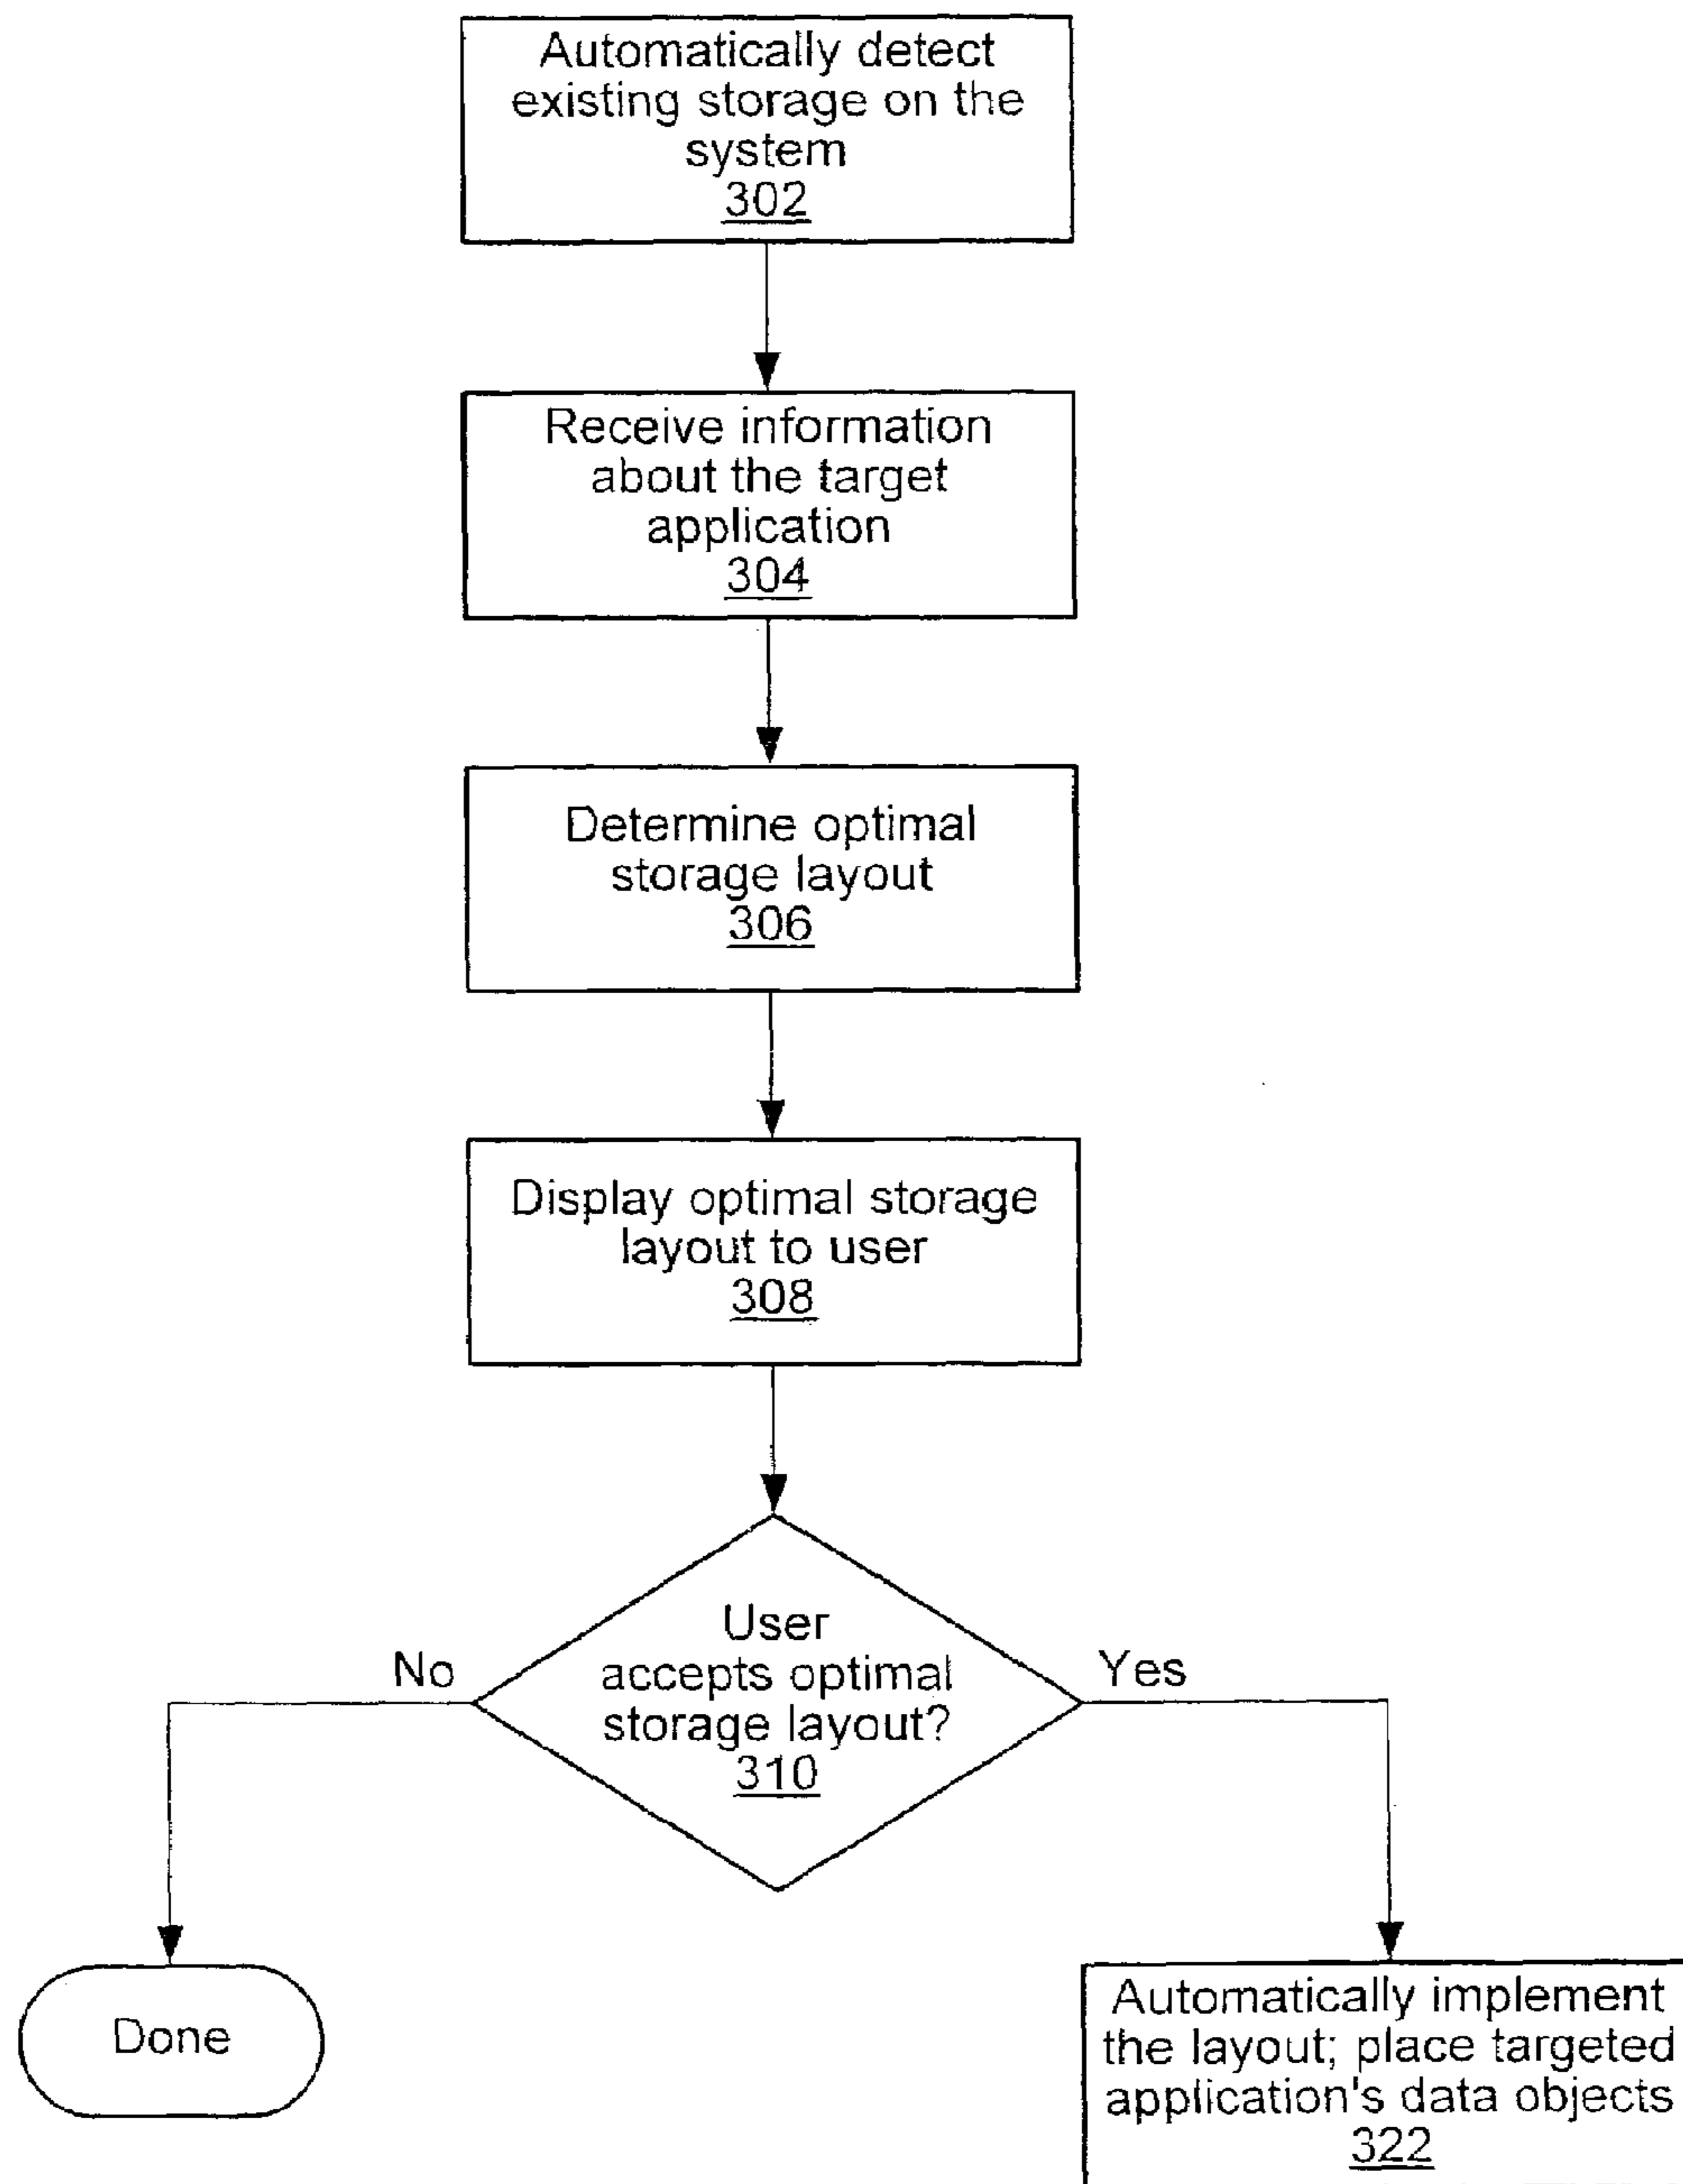 Automatically detect
existing storage on the
system
302
Receive information
about the target
application
304
Determine optimal
storage layout
306
Display optimal storage
layout to user
308
User
accepts optimal
storage layout?
310
No
Yes
Done
Automatically implement
the layout; place targeted
application's data objects
322